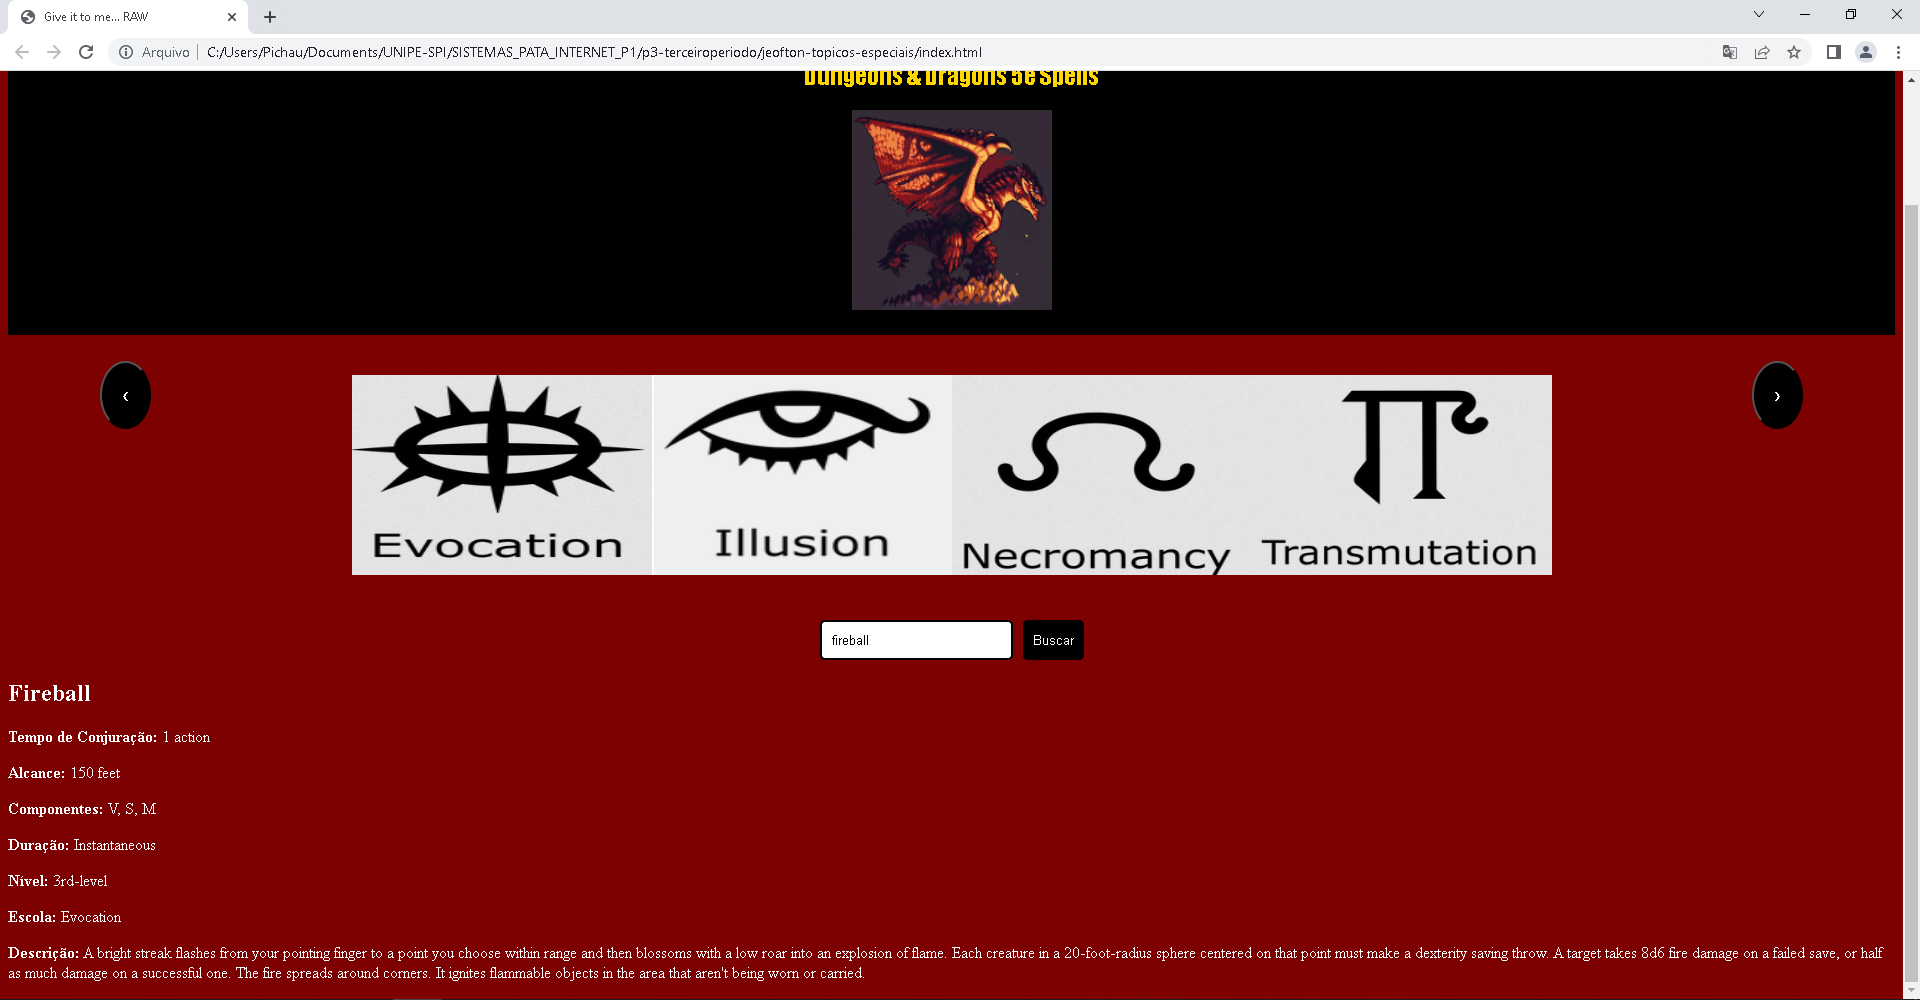 Give it to me... RAW
Arquivo C:/Users/Pichau/Documents/UNIPE-SPI/SISTEMAS_PATA_INTERNET_P1/p3-terceiroperiodo/jeofton-topicos-especiais/index.html
Dungeons & Dragons 5e Spells
‹ ›
Evocation Illusion Necromancy Transmutation
fireball Buscar
Fireball
Tempo de Conjuração: 1 action
Alcance: 150 feet
Componentes: V, S, M
Duração: Instantaneous
Nível: 3rd-level
Escola: Evocation
Descrição: A bright streak flashes from your pointing finger to a point you choose within range and then blossoms with a low roar into an explosion of flame. Each creature in a 20-foot-radius sphere centered on that point must make a dexterity saving throw. A target takes 8d6 fire damage on a failed save, or half
as much damage on a successful one. The fire spreads around corners. It ignites flammable objects in the area that aren't being worn or carried.